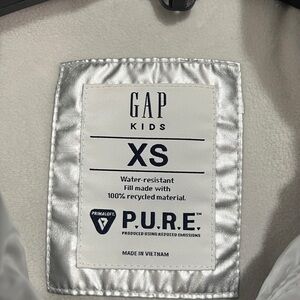 GAP
KIDS
XS
Water-resistant
Fill made with
100% recycled material
PRIMALOFT
P.U.R.E.™
PRODUCED USING REDUCED EMISSIONS
MADE IN VIETNAM